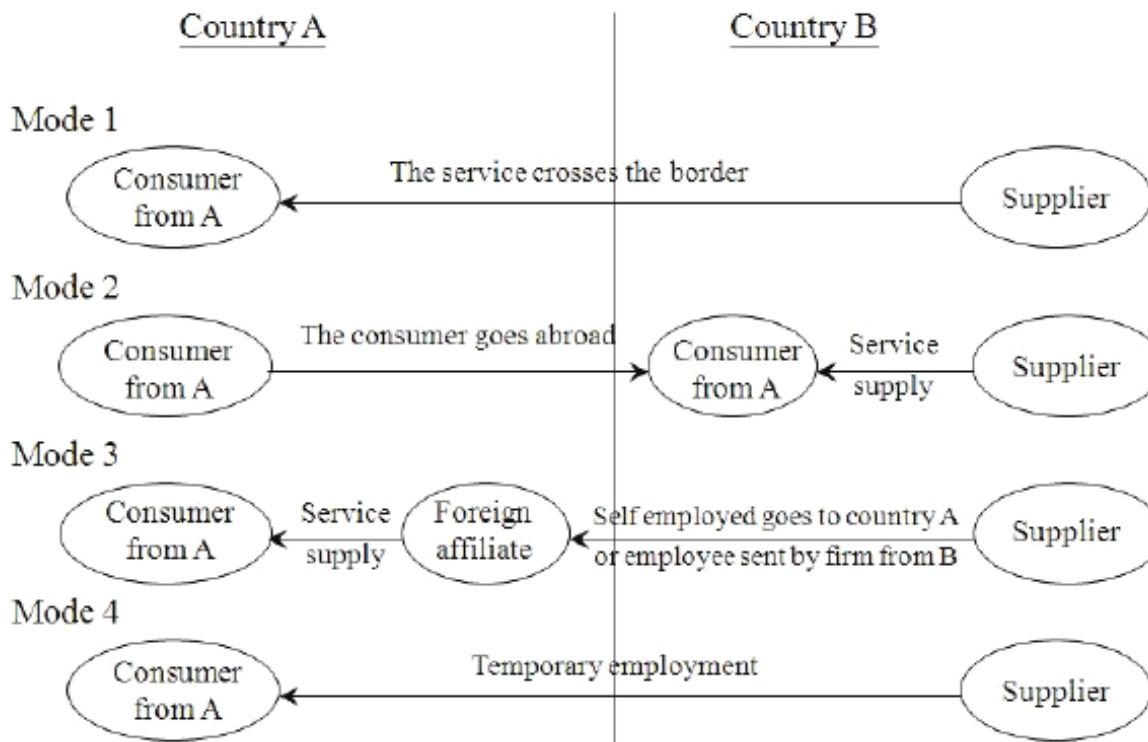 Country A
Country B
Mode 1
Consumer
from A
The service crosses the border
Supplier
Mode 2
Consumer
from A
The consumer goes abroad
Consumer
from A
Service
supply
Supplier
Mode 3
Consumer
from A
Service
supply
Foreign
affiliate
Self employed goes to country A
or employee sent by firm from B
Supplier
Mode 4
Consumer
from A
Temporary employment
Supplier